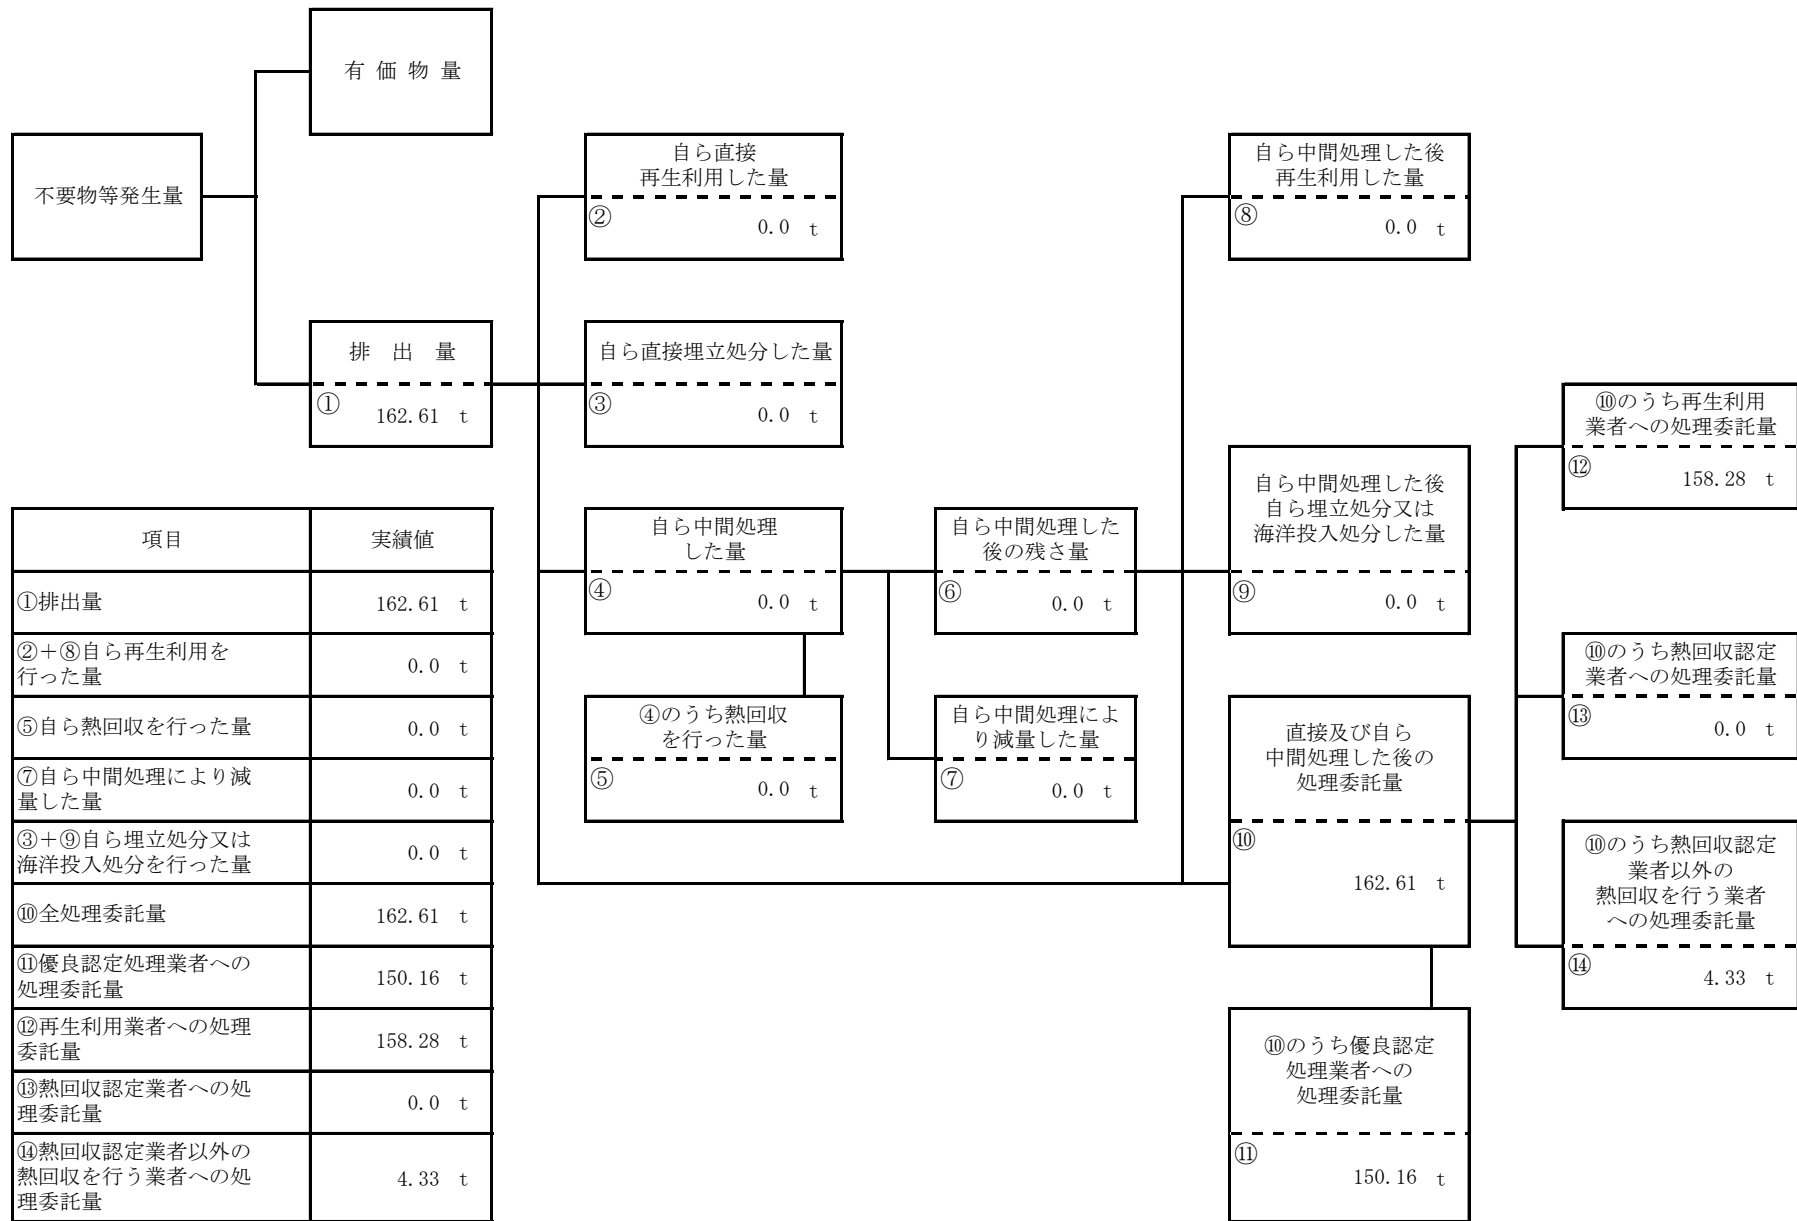 有 価 物 量
不要物等発生量
自ら直接
再生利用した量
②
0.0 t
自ら中間処理した後
再生利用した量
⑧
0.0 t
排 出 量
①
162.61 t
自ら直接埋立処分した量
③
0.0 t
⑩のうち再生利用
業者への処理委託量
⑫
158.28 t
自ら中間処理した後
自ら埋立処分又は
海洋投入処分した量
⑨
0.0 t
自ら中間処理
した量
④
0.0 t
自ら中間処理した
後の残さ量
⑥
0.0 t
⑩のうち熱回収認定
業者への処理委託量
⑬
0.0 t
④のうち熱回収
を行った量
⑤
0.0 t
自ら中間処理によ
り減量した量
⑦
0.0 t
直接及び自ら
中間処理した後の
処理委託量
⑩
162.61 t
⑩のうち熱回収認定
業者以外の
熱回収を行う業者
への処理委託量
⑭
4.33 t
⑩のうち優良認定
処理業者への
処理委託量
⑪
150.16 t
項目 実績値
①排出量 162.61 t
②+⑧自ら再生利用を
行った量 0.0 t
⑤自ら熱回収を行った量 0.0 t
⑦自ら中間処理により減
量した量 0.0 t
③+⑨自ら埋立処分又は
海洋投入処分を行った量 0.0 t
⑩全処理委託量 162.61 t
⑪優良認定処理業者への
処理委託量 150.16 t
⑫再生利用業者への処理
委託量 158.28 t
⑬熱回収認定業者への処
理委託量 0.0 t
⑭熱回収認定業者以外の
熱回収を行う業者への処
理委託量 4.33 t